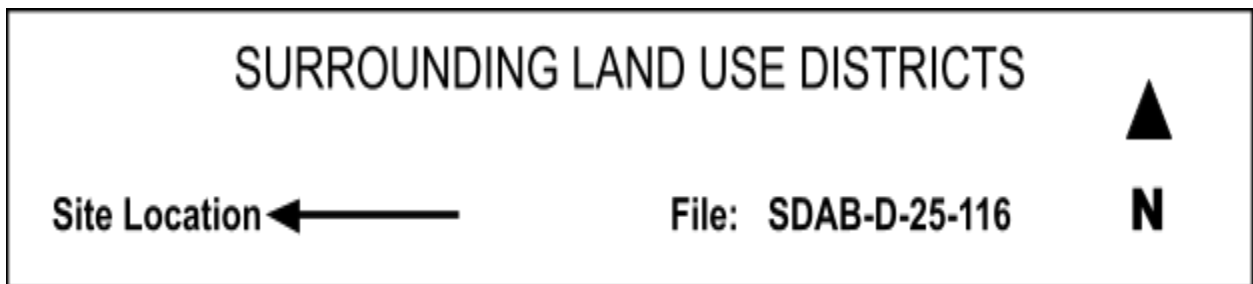 SURROUNDING LAND USE DISTRICTS
Site Location File: SDAB-D-25-116 N